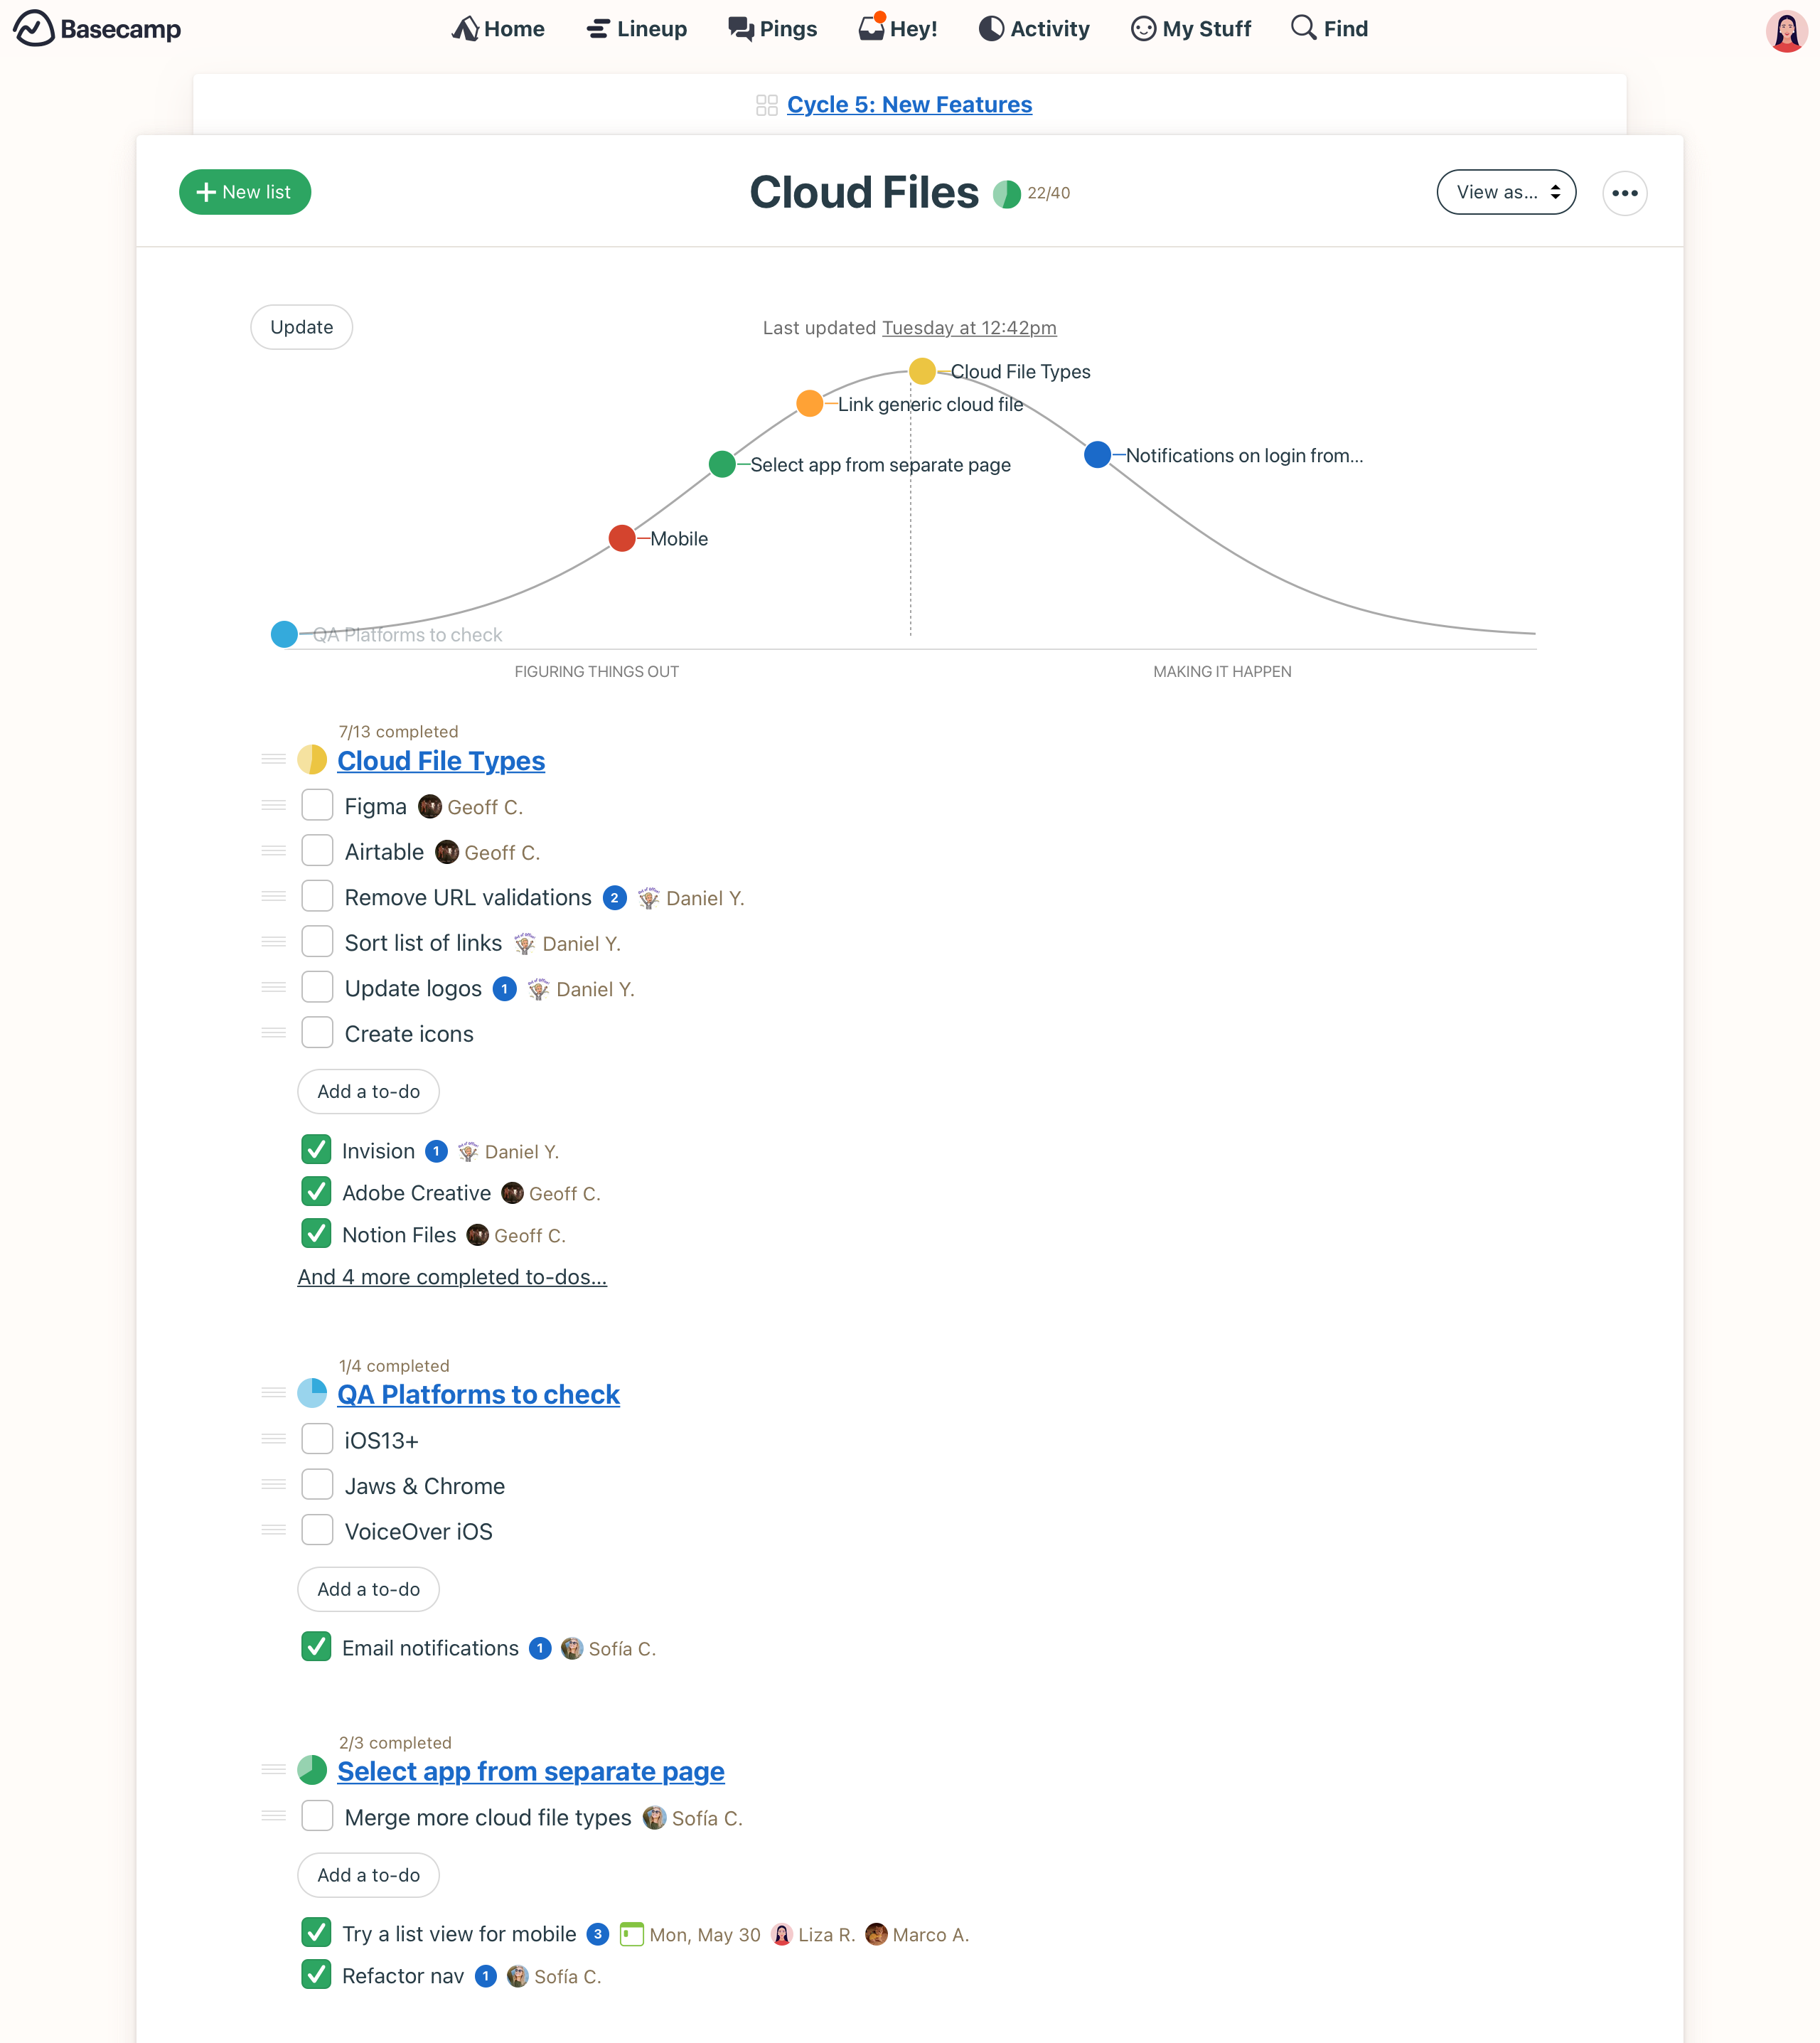 Basecamp
Home Lineup Pings Hey! Activity My Stuff Find
Cycle 5: New Features
New list
Cloud Files 22/40
View as...
Update
Last updated Tuesday at 12:42pm
Cloud File Types
Link generic cloud file
Notifications on login from...
Select app from separate page
Mobile
QA Platforms to check
FIGURING THINGS OUT MAKING IT HAPPEN
7/13 completed
Cloud File Types
Figma Geoff C.
Airtable Geoff C.
Remove URL validations 2 Daniel Y.
Sort list of links Daniel Y.
Update logos 1 Daniel Y.
Create icons
Add a to-do
Invision 1 Daniel Y.
Adobe Creative Geoff C.
Notion Files Geoff C.
And 4 more completed to-dos...
1/4 completed
QA Platforms to check
iOS13+
Jaws & Chrome
VoiceOver iOS
Add a to-do
Email notifications 1 Sofía C.
2/3 completed
Select app from separate page
Merge more cloud file types Sofía C.
Add a to-do
Try a list view for mobile 3 Mon, May 30 Liza R. Marco A.
Refactor nav 1 Sofía C.